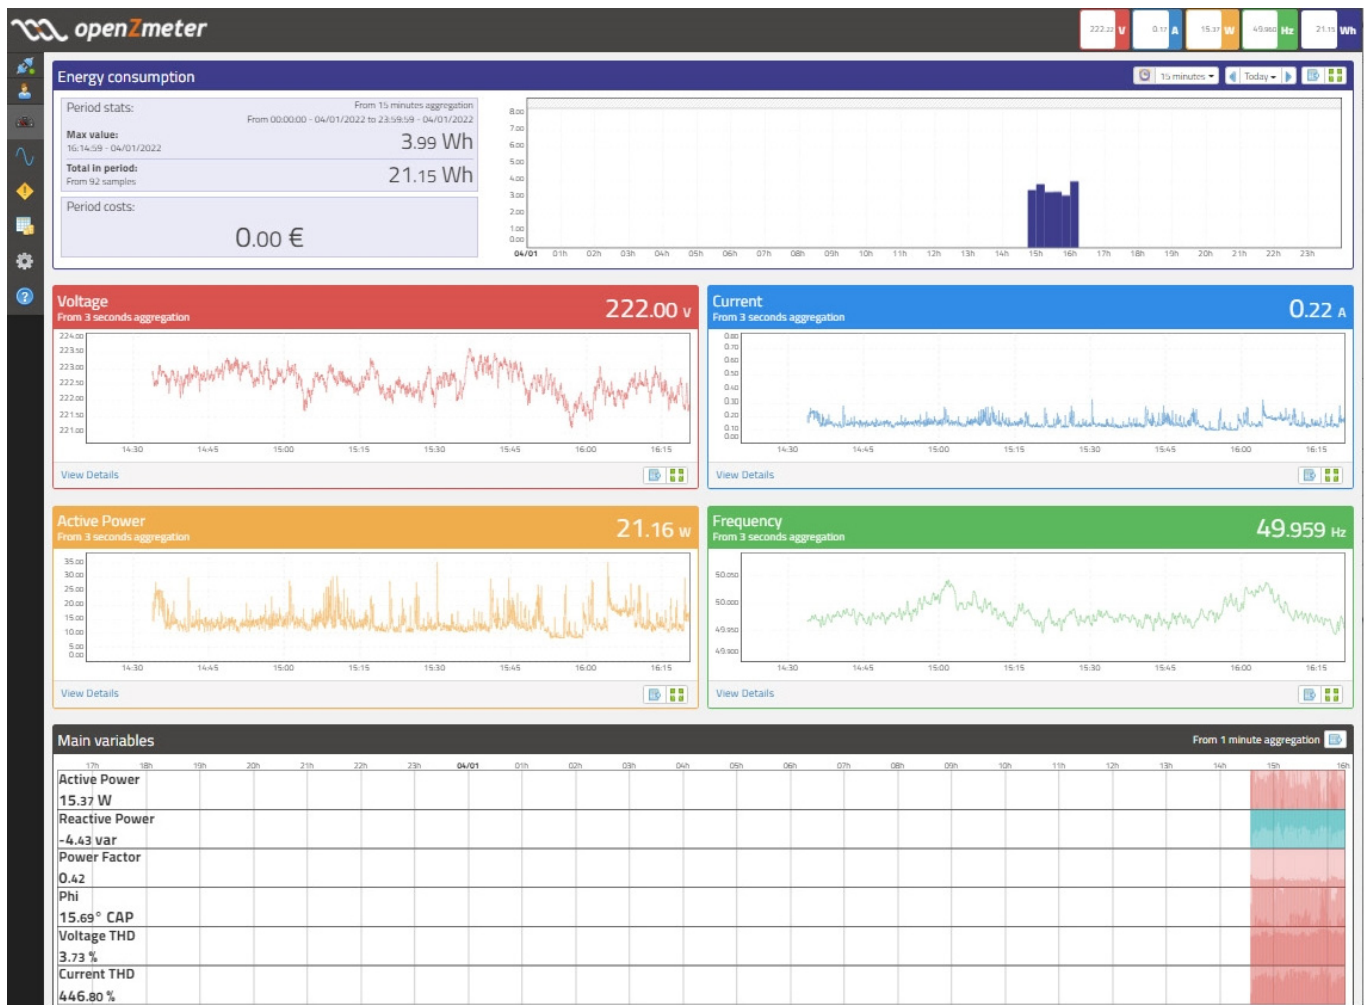 openZmeter
222.22 V 0.17 A 15.37 W 49.960 Hz 21.15 Wh
Energy consumption
15 minutes Today
Period stats:
From 15 minutes aggregation
From 00:00:00 - 04/01/2022 to 23:59:59 - 04/01/2022
Max value:
16:14:59 - 04/01/2022
3.99 Wh
Total in period:
From 92 samples
21.15 Wh
Period costs:
0.00 €
8.00
7.00
6.00
5.00
4.00
3.00
2.00
1.00
0.00
04/01 01h 02h 03h 04h 05h 06h 07h 08h 09h 10h 11h 12h 13h 14h 15h 16h 17h 18h 19h 20h 21h 22h 23h
Voltage
From 3 seconds aggregation
222.00 V
224.00
223.50
223.00
222.50
222.00
221.50
221.00
14:30 14:45 15:00 15:15 15:30 15:45 16:00 16:15
View Details
Current
From 3 seconds aggregation
0.22 A
0.80
0.70
0.60
0.50
0.40
0.30
0.20
0.10
0.00
14:30 14:45 15:00 15:15 15:30 15:45 16:00 16:15
View Details
Active Power
From 3 seconds aggregation
21.16 W
35.00
30.00
25.00
20.00
15.00
10.00
5.00
0.00
14:30 14:45 15:00 15:15 15:30 15:45 16:00 16:15
View Details
Frequency
From 3 seconds aggregation
49.959 Hz
50.050
50.000
49.950
49.900
14:30 14:45 15:00 15:15 15:30 15:45 16:00 16:15
View Details
Main variables
From 1 minute aggregation
17h 18h 19h 20h 21h 22h 23h 04/01 01h 02h 03h 04h 05h 06h 07h 08h 09h 10h 11h 12h 13h 14h 15h 16h
Active Power
15.37 W
Reactive Power
-4.43 var
Power Factor
0.42
Phi
15.69° CAP
Voltage THD
3.73 %
Current THD
446.80 %